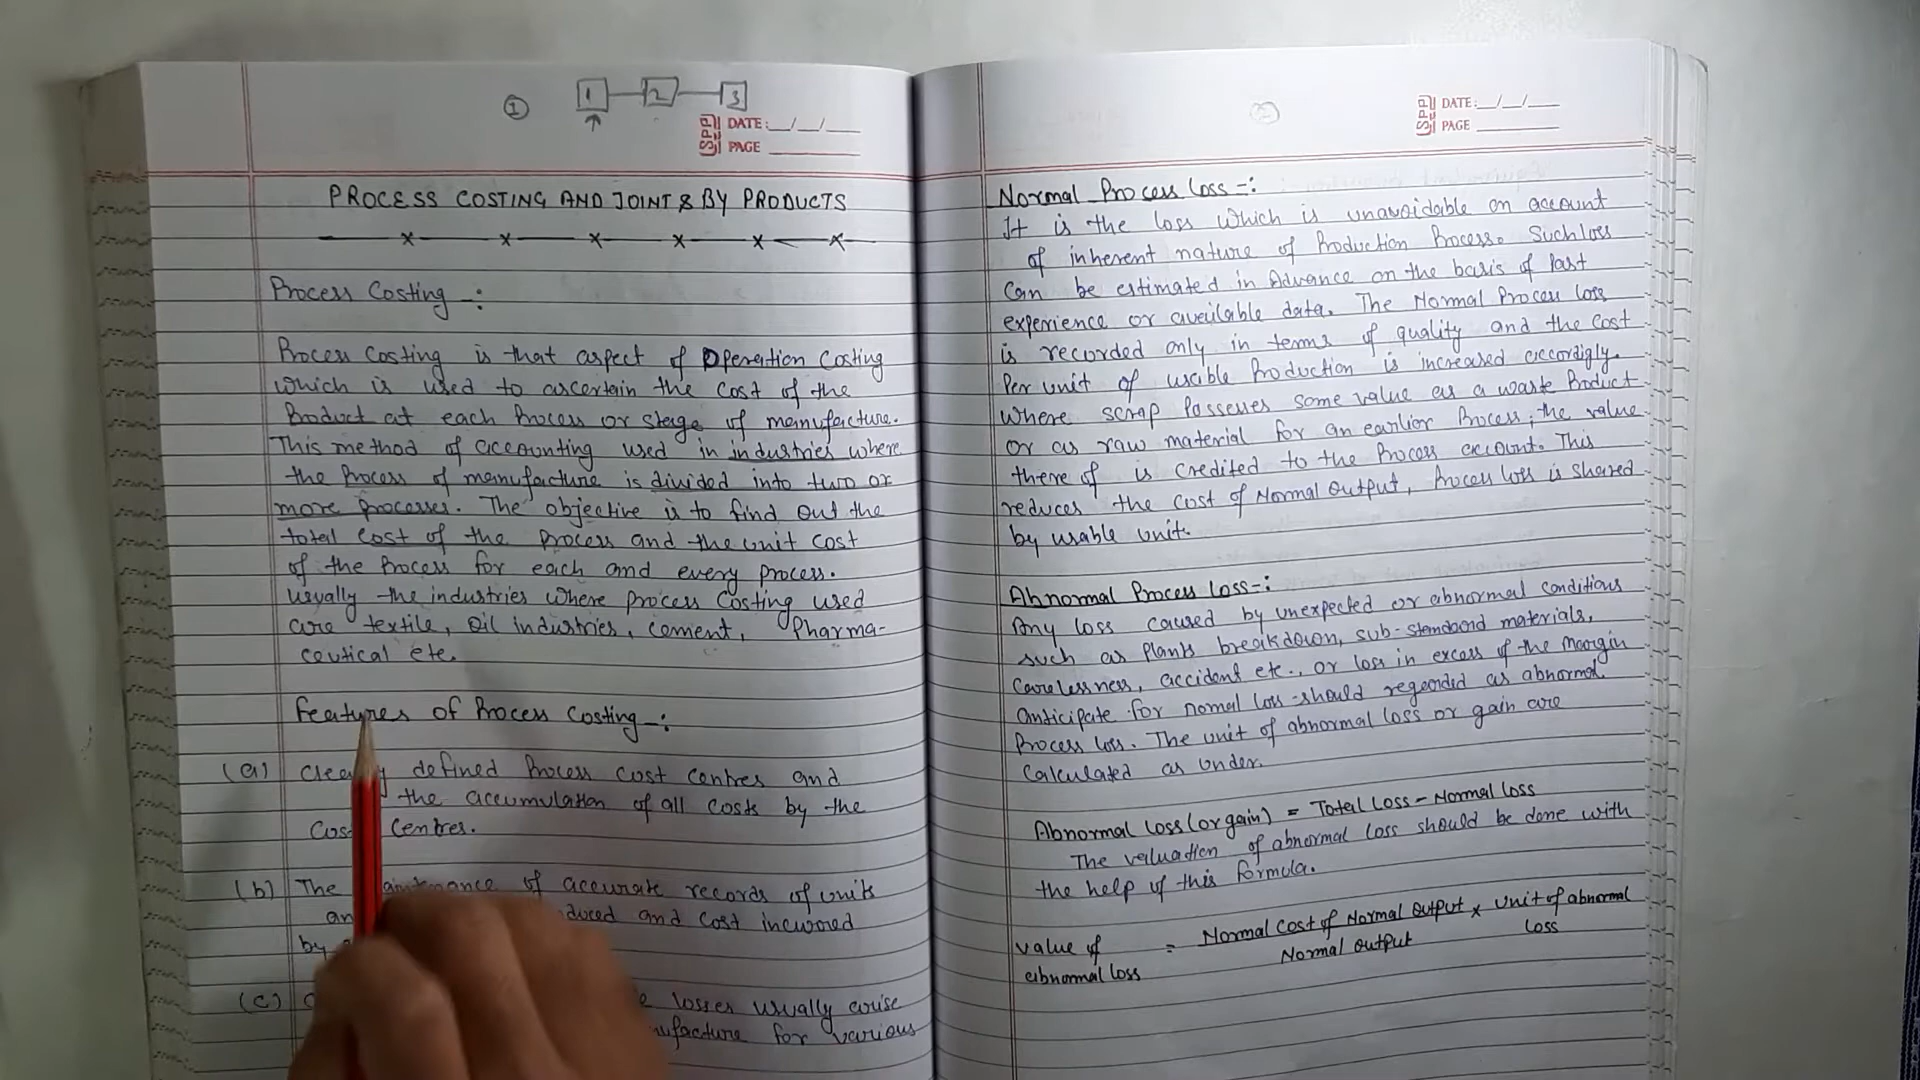 1
1 2 3
SPP DATE:__/__/___
PAGE
PROCESS COSTING AND JOINT & BY PRODUCTS
Process Costing -:
Process Costing is that aspect of Operation Costing
which is used to ascertain the cost of the
Product at each Process or stage of manufacture.
This method of accounting used in industries where
the Process of manufacture is divided into two or
more processes. The objective is to find out the
total cost of the process and the unit cost
of the Process for each and every process.
usyally the industries where process costing used
are textile, oil industries, cement, Pharma-
ceutical etc.
Features of Process Costing -:
(a) defined Process cost centres and
the accumulation of all costs by the
Centres.
(b) The of accurate records of units
and cost incurred
by
(c) losses usually arise
for various
2
SPP DATE:__/__/___
PAGE
Normal Process Loss -:
It is the loss which is unavoidable on account
of inherent nature of Production Process. Such loss
Can be estimated in Advance on the basis of Past
experience or available data. The Normal Process loss
is recorded only in terms of quality and the cost
Per unit of usible Production is increased accordigly.
Where scrap Possesses some value as a waste Product
or as raw material for an earlior Process, the value
there of is credited to the Process account. This
reduces the cost of Normal Output, Process loss is shared
by usable unit.
Abnormal Process Loss -:
Any loss caused by unexpected or abnormal conditions
such as Plants breakdown, sub-standard materials,
carelessness, accident etc., or loss in excess of the margin
anticipate for normal loss should regarded as abnormal
Process loss. The unit of abnormal loss or gain are
Calculated as under.
Abnormal Loss (or gain) = Total Loss - Normal Loss
The valuation of abnormal loss should be done with
the help of this formula.
value of abnormal loss = Normal Cost of Normal Output / Normal output x unit of abnormal loss